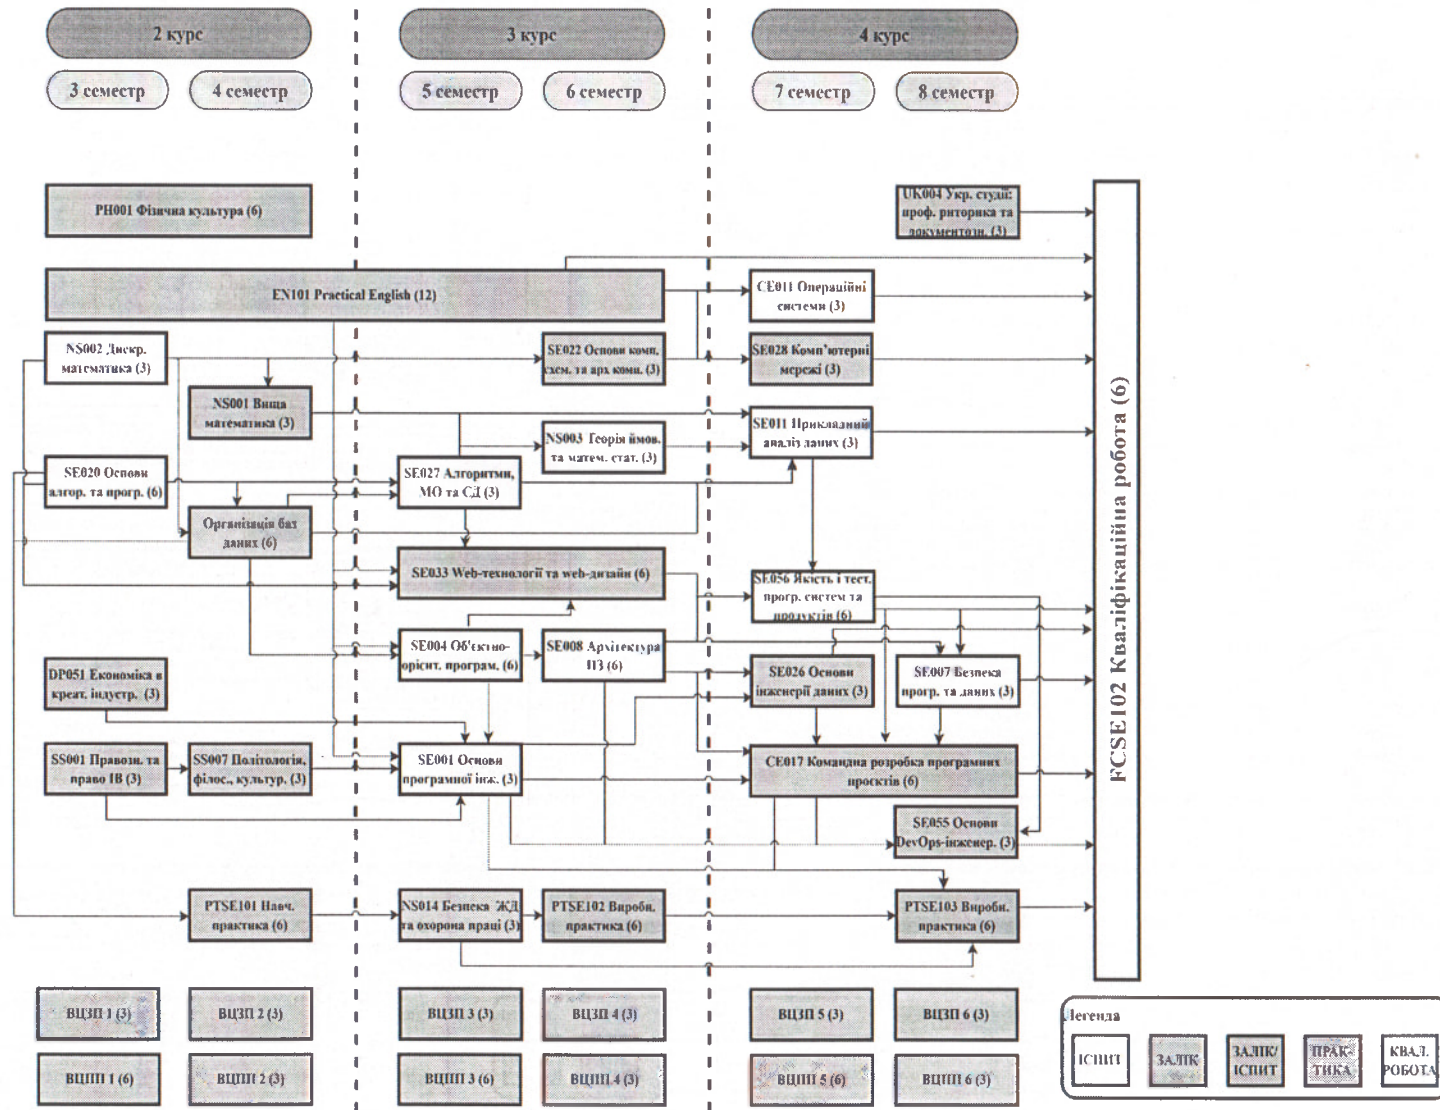 2 курс
3 курс
4 курс
3 семестр
4 семестр
5 семестр
6 семестр
7 семестр
8 семестр
PH001 Фізична культура (6)
UK004 Укр. студії:
проф. риторика та
документозн. (3)
EN101 Practical English (12)
CE011 Операційні
системи (3)
NS002 Дискр.
математика (3)
SE022 Основи комп.
схем. та арх комп. (3)
SE028 Комп'ютерні
мережі (3)
NS001 Вища
математика (3)
NS003 Теорія ймов.
та матем. стат. (3)
SE011 Прикладний
аналіз даних (3)
SE020 Основи
алгор. та прогр. (6)
SE027 Алгоритми,
МО та СД (3)
Організація баз
даних (6)
SE033 Web-технології та web-дизайн (6)
SE056 Якість і тест.
прогр. систем та
продуктів (6)
SE004 Об'єктно-
орієнт. програм. (6)
SE008 Архітектура
ПЗ (6)
DP051 Економіка в
креат. індустр. (3)
SE026 Основи
інженерії даних (3)
SE007 Безпека
прогр. та даних (3)
SS001 Правозн. та
право ІВ (3)
SS007 Політологія,
філос., культур. (3)
SE001 Основи
програмної інж. (3)
CE017 Командна розробка програмних
проєктів (6)
SE055 Основи
DevOps-інженер. (3)
PTSE101 Навч.
практика (6)
NS014 Безпека ЖД
та охорона праці (3)
PTSE102 Виробн.
практика (6)
PTSE103 Виробн.
практика (6)
FCSE102 Кваліфікаційна робота (6)
ВЦЗП 1 (3)
ВЦЗП 2 (3)
ВЦЗП 3 (3)
ВЦЗП 4 (3)
ВЦЗП 5 (3)
ВЦЗП 6 (3)
ВЦПП 1 (6)
ВЦПП 2 (3)
ВЦПП 3 (6)
ВЦПП 4 (3)
ВЦПП 5 (6)
ВЦПП 6 (3)
Легенда
ІСПИТ
ЗАЛІК
ЗАЛІК/
ІСПИТ
ПРАК-
ТИКА
КВАЛ.
РОБОТА